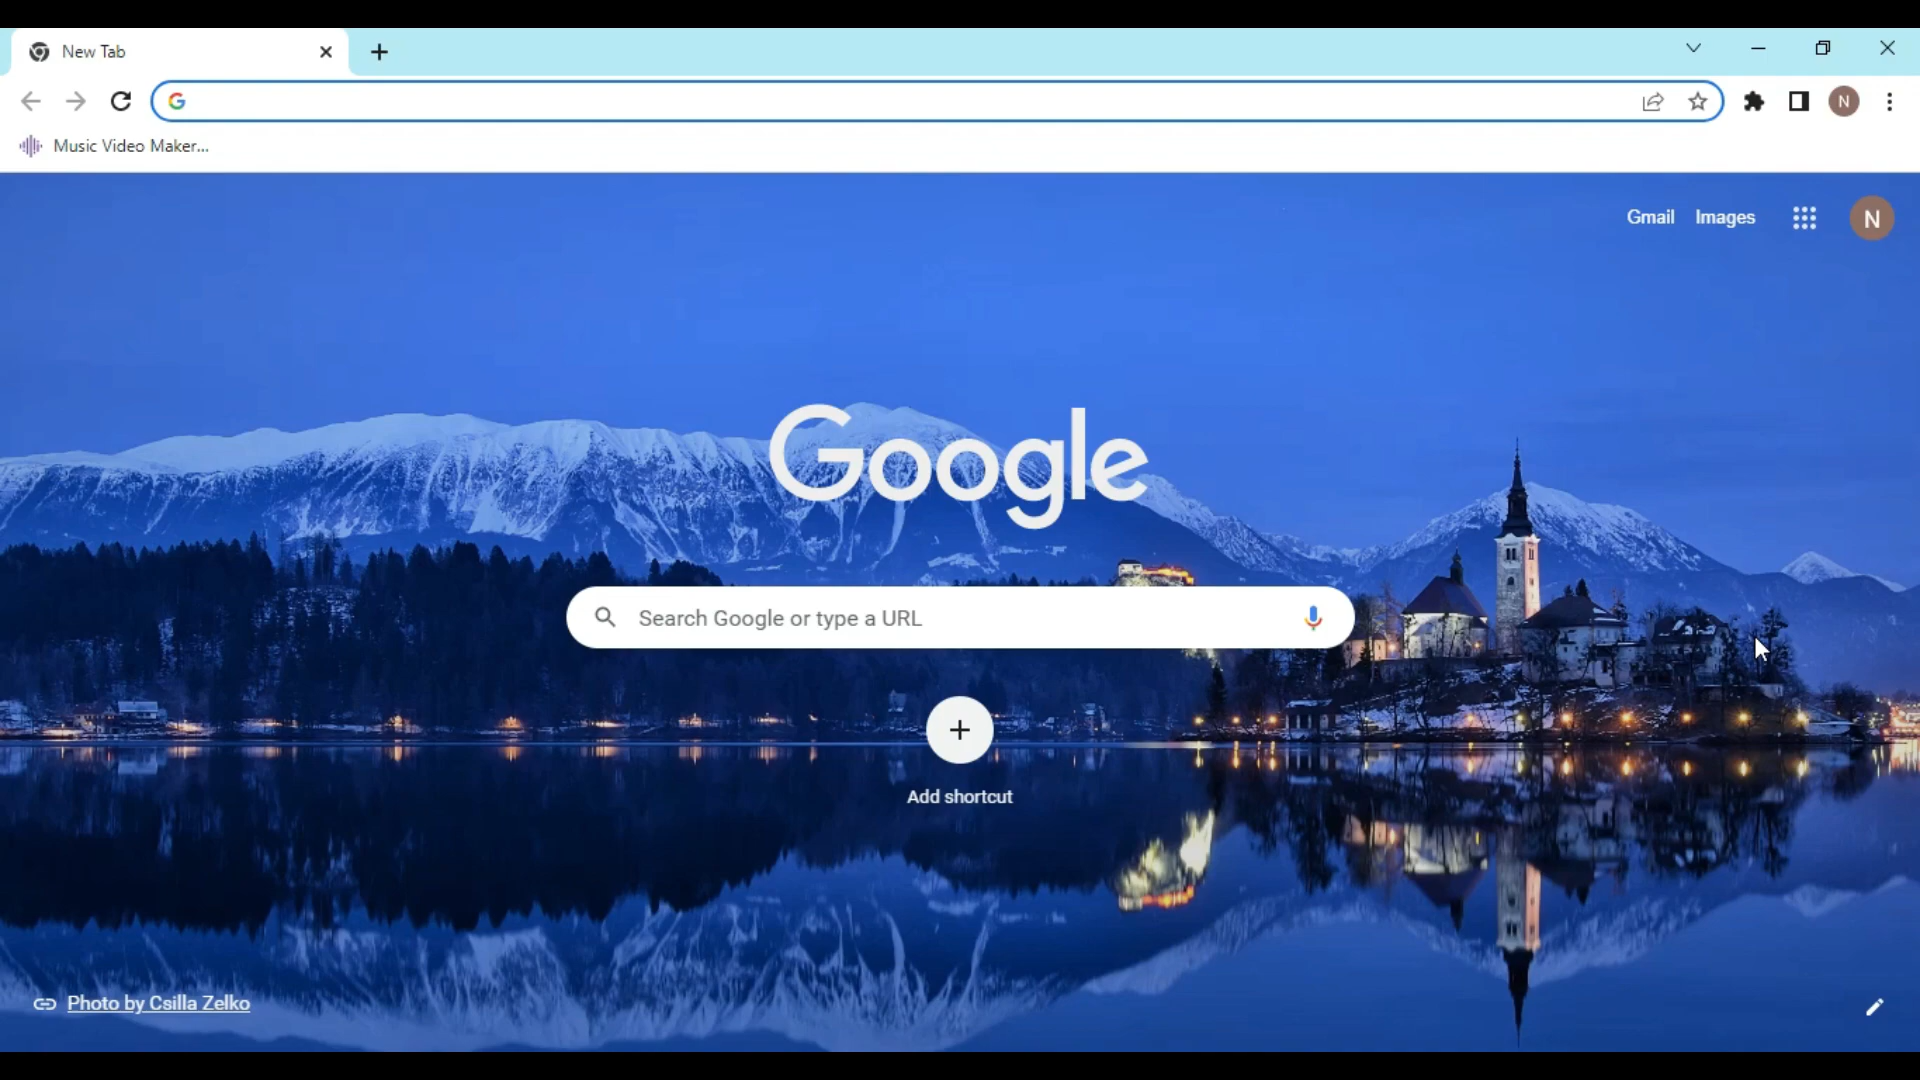 New Tab
Music Video Maker...
Gmail Images
N
N
Google
Search Google or type a URL
Add shortcut
Photo by Csilla Zelko